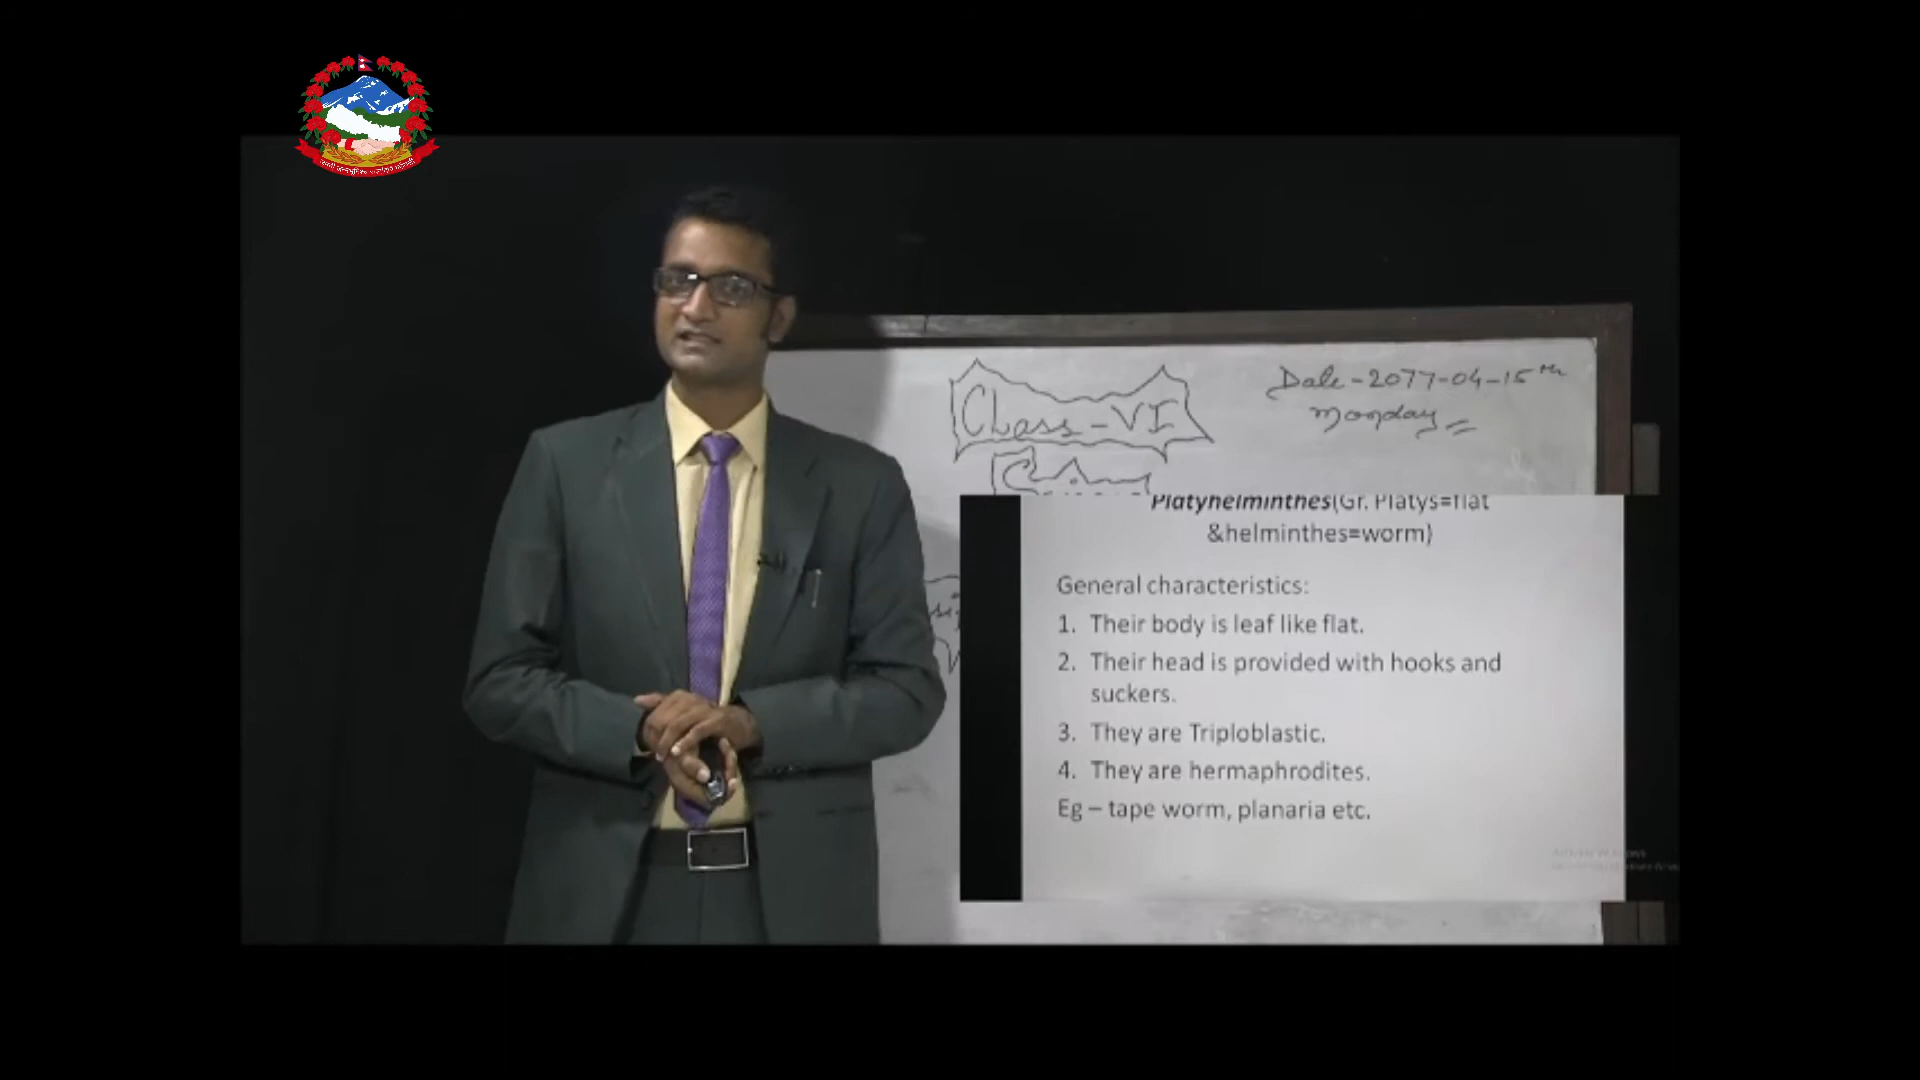 Class-VI
Date-2077-04-15th
Monday
Platyhelminthes(Gr. Platys=flat
&helminthes=worm)
General characteristics:
1. Their body is leaf like flat.
2. Their head is provided with hooks and
suckers.
3. They are Triploblastic.
4. They are hermaphrodites.
Eg – tape worm, planaria etc.